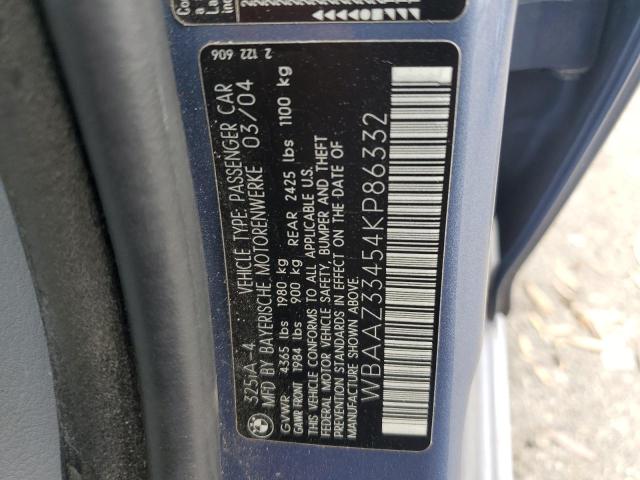 325iA-4 VEHICLE TYPE: PASSENGER CAR
MFD BY BAYERISCHE MOTORENWERKE 03/04
GVWR 4365 lbs 1980 kg
GAWR FRONT 1984 lbs 900 kg REAR 2425 lbs 1100 kg
THIS VEHICLE CONFORMS TO ALL APPLICABLE U.S.
FEDERAL MOTOR VEHICLE SAFETY, BUMPER AND THEFT
PREVENTION STANDARDS IN EFFECT ON THE DATE OF
MANUFACTURE SHOWN ABOVE.
WBAAZ33454KP86332
2 122 606